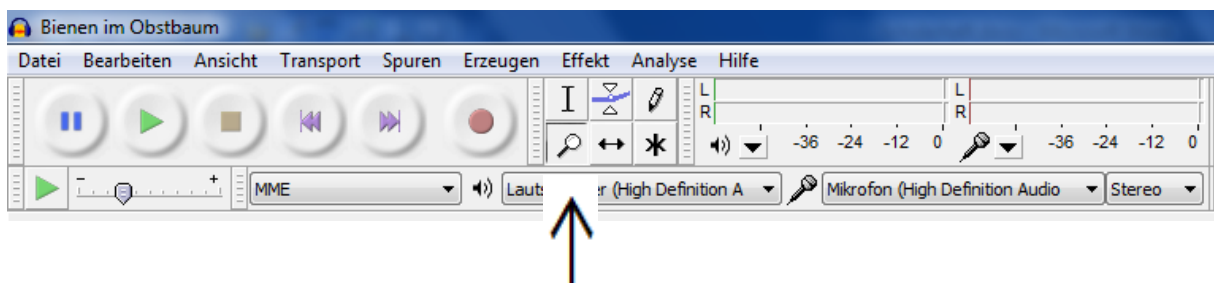 Bienen im Obstbaum
Datei Bearbeiten Ansicht Transport Spuren Erzeugen Effekt Analyse Hilfe
L L
R R
-36 -24 -12 0 -36 -24 -12 0
- + MME (High Definition A Mikrofon (High Definition Audio Stereo